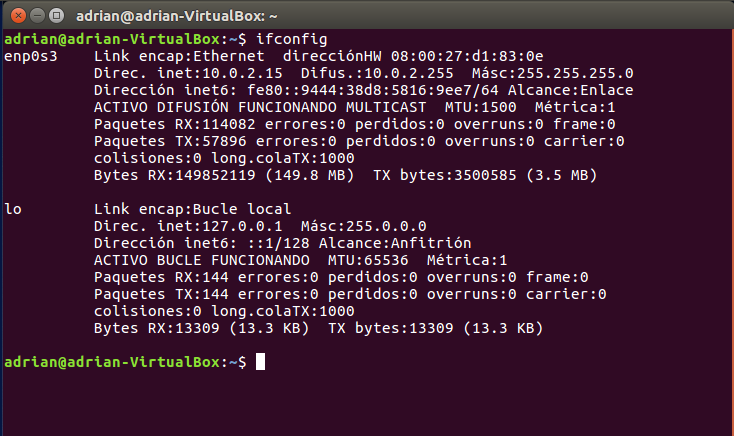 adrian@adrian-VirtualBox: ~
adrian@adrian-VirtualBox:~$ ifconfig
enp0s3    Link encap:Ethernet  direcciónHW 08:00:27:d1:83:0e
          Direc. inet:10.0.2.15  Difus.:10.0.2.255  Másc:255.255.255.0
          Dirección inet6: fe80::9444:38d8:5816:9ee7/64 Alcance:Enlace
          ACTIVO DIFUSIÓN FUNCIONANDO MULTICAST  MTU:1500  Métrica:1
          Paquetes RX:114082 errores:0 perdidos:0 overruns:0 frame:0
          Paquetes TX:57896 errores:0 perdidos:0 overruns:0 carrier:0
          colisiones:0 long.colaTX:1000
          Bytes RX:149852119 (149.8 MB)  TX bytes:3500585 (3.5 MB)
lo        Link encap:Bucle local
          Direc. inet:127.0.0.1  Másc:255.0.0.0
          Dirección inet6: ::1/128 Alcance:Anfitrión
          ACTIVO BUCLE FUNCIONANDO  MTU:65536  Métrica:1
          Paquetes RX:144 errores:0 perdidos:0 overruns:0 frame:0
          Paquetes TX:144 errores:0 perdidos:0 overruns:0 carrier:0
          colisiones:0 long.colaTX:1000
          Bytes RX:13309 (13.3 KB)  TX bytes:13309 (13.3 KB)
adrian@adrian-VirtualBox:~$